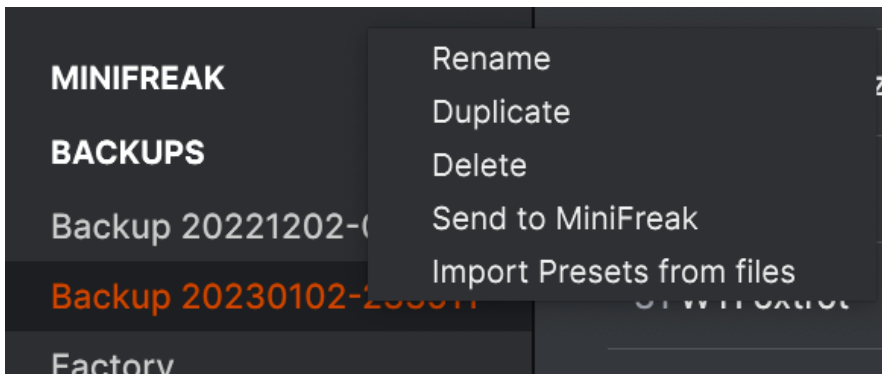 MINIFREAK
BACKUPS
Backup 20221202-
Backup 20230102-
Factory
Rename
Duplicate
Delete
Send to MiniFreak
Import Presets from files